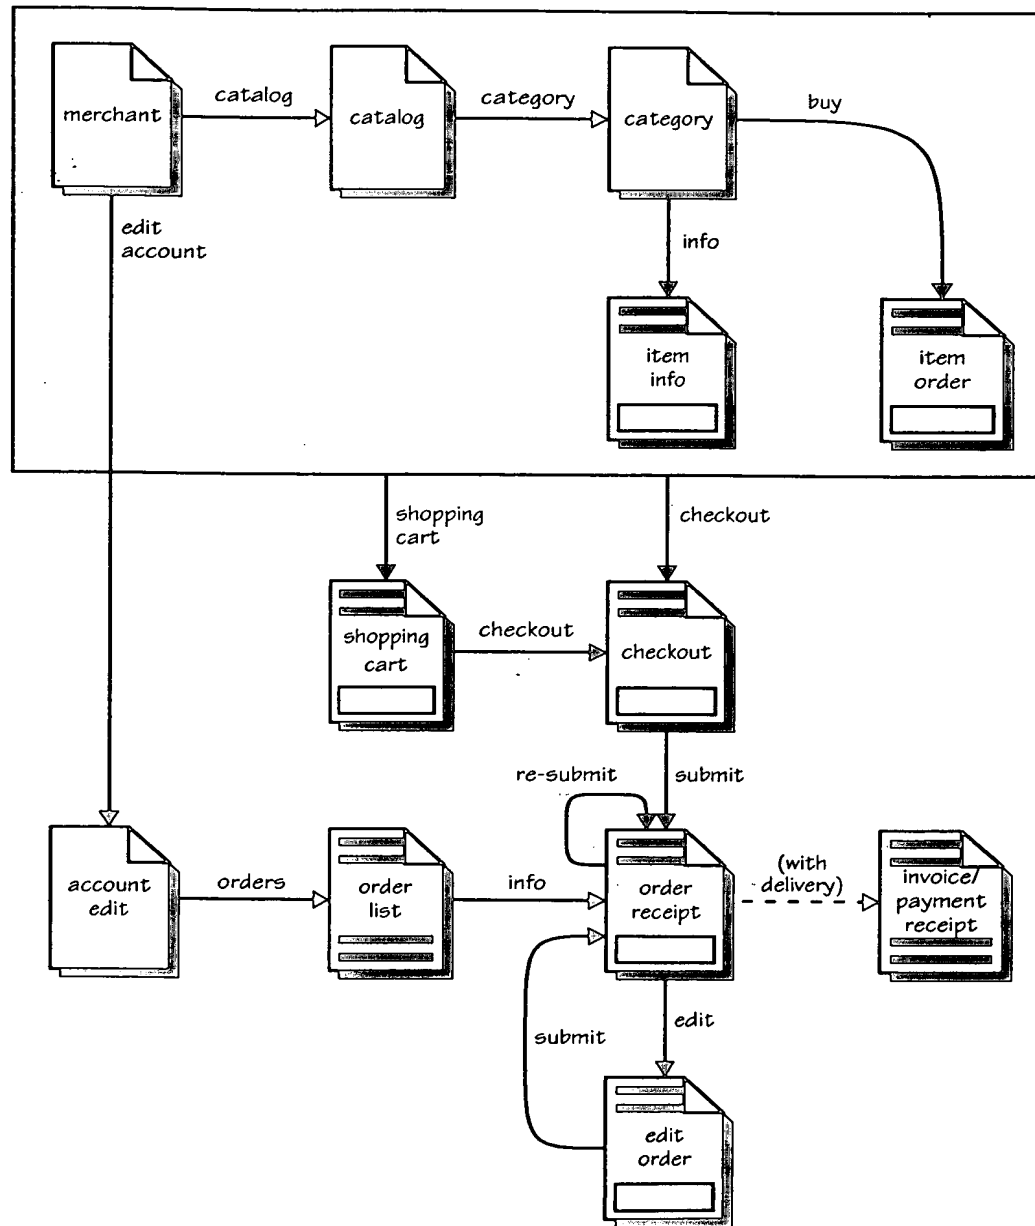 merchant
catalog
catalog
category
category
buy
edit
account
info
item
info
item
order
shopping
cart
checkout
shopping
cart
checkout
checkout
re-submit
submit
account
edit
orders
order
list
info
order
receipt
(with
delivery)
invoice/
payment
receipt
submit
edit
edit
order